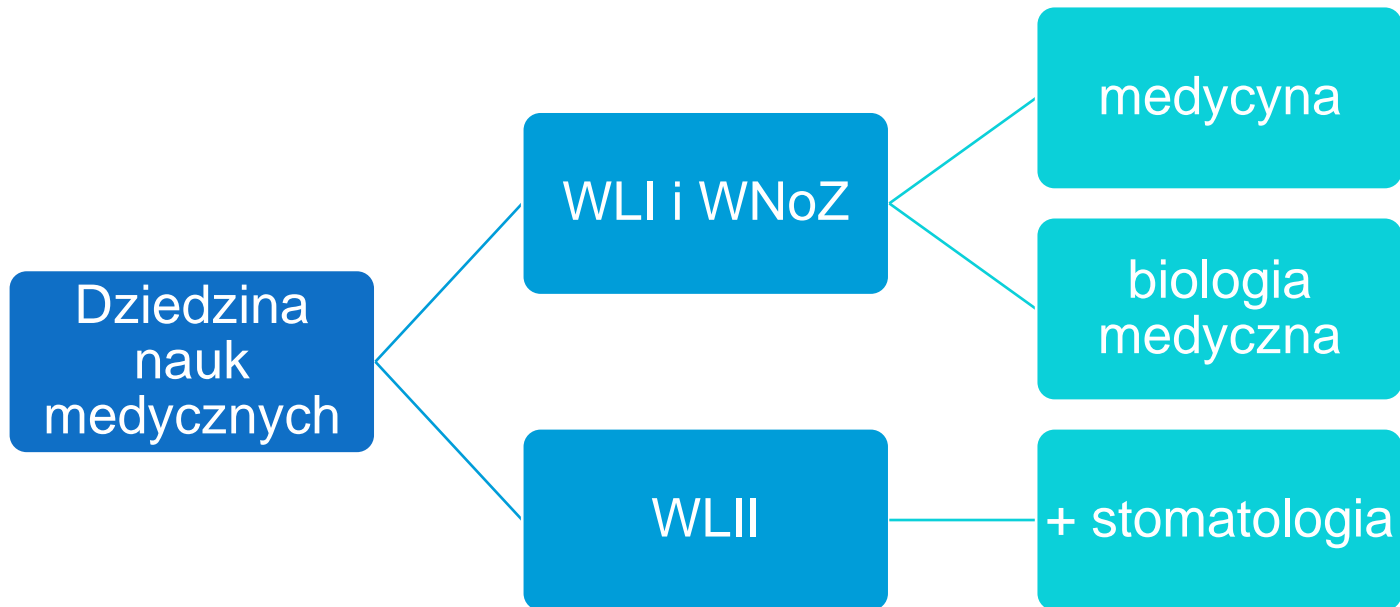 Dziedzina
nauk
medycznych
WLI i WNoZ
medycyna
biologia
medyczna
WLII
+ stomatologia